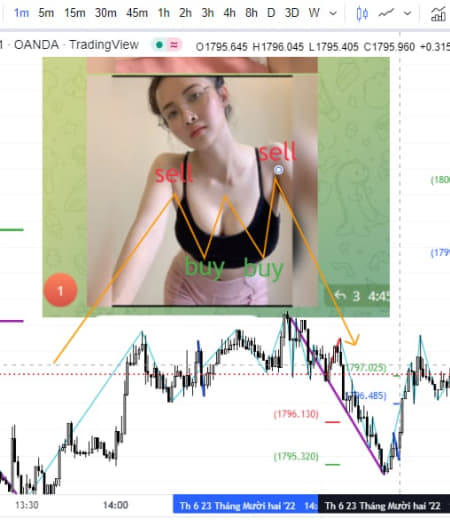 1m 5m 15m 30m 45m 1h 2h 3h 4h 8h D 3D W
· OANDA · TradingView O1795.645 H1796.045 L1795.405 C1795.960 +0.315
sell
sell
buy buy
1
3 4:45
797.025)
796.485)
(1796.130)
(1795.320)
(180
(1795
13:30 14:00 Th 6 23 Tháng Mười hai '22 14: Th 6 23 Tháng Mười hai '22